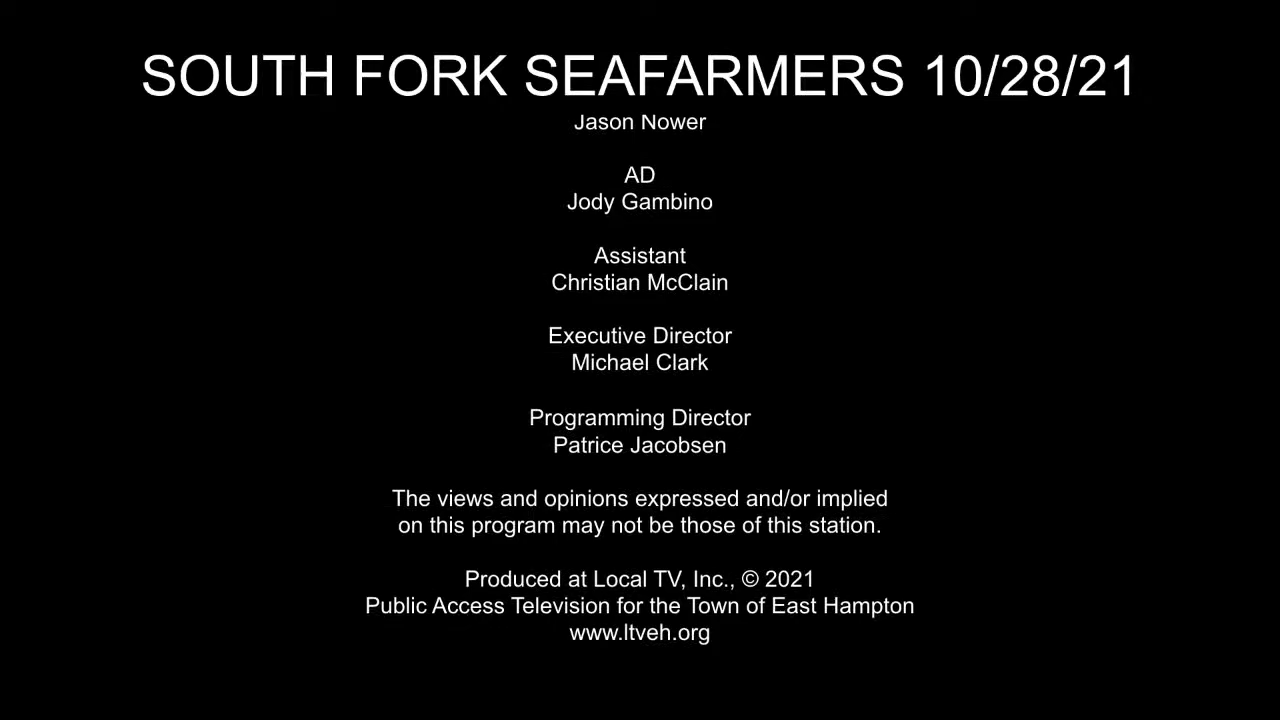 SOUTH FORK SEAFARMERS 10/28/21
Jason Nower
AD
Jody Gambino
Assistant
Christian McClain
Executive Director
Michael Clark
Programming Director
Patrice Jacobsen
The views and opinions expressed and/or implied
on this program may not be those of this station.
Produced at Local TV, Inc., © 2021
Public Access Television for the Town of East Hampton
www.ltveh.org